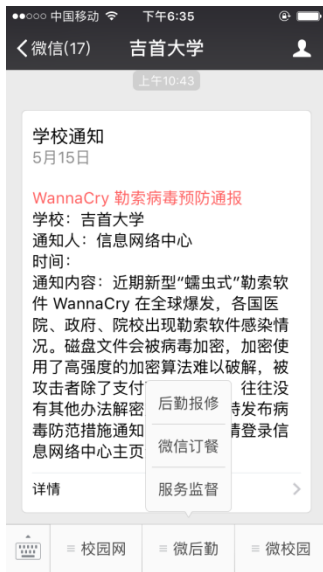 中国移动 下午6:35
微信(17) 吉首大学
上午10:43
学校通知
5月15日
WannaCry 勒索病毒预防通报
学校：吉首大学
通知人：信息网络中心
时间：
通知内容：近期新型“蠕虫式”勒索软
件 WannaCry 在全球爆发，各国医
院、政府、院校出现勒索软件感染情
况。磁盘文件会被病毒加密，加密使
用了高强度的加密算法难以破解，被
攻击者除了支付 往往没
有其他办法解密 特发布病
毒防范措施通知 请登录信
息网络中心主页
后勤报修
微信订餐
服务监督
详情
校园网 微后勤 微校园